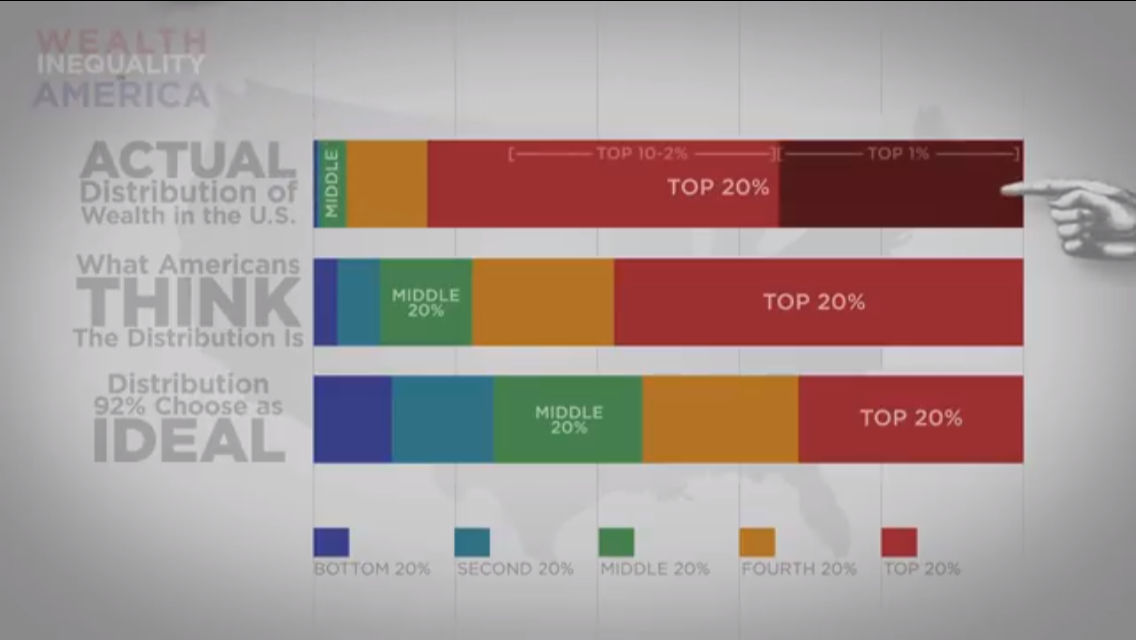 WEALTH
INEQUALITY
AMERICA
ACTUAL
Distribution of
Wealth in the U.S.
MIDDLE
[ TOP 10-2% ][ TOP 1% ]
TOP 20%
What Americans
THINK
The Distribution Is
MIDDLE
20%
TOP 20%
Distribution
92% Choose as
IDEAL
MIDDLE
20%
TOP 20%
BOTTOM 20% SECOND 20% MIDDLE 20% FOURTH 20% TOP 20%